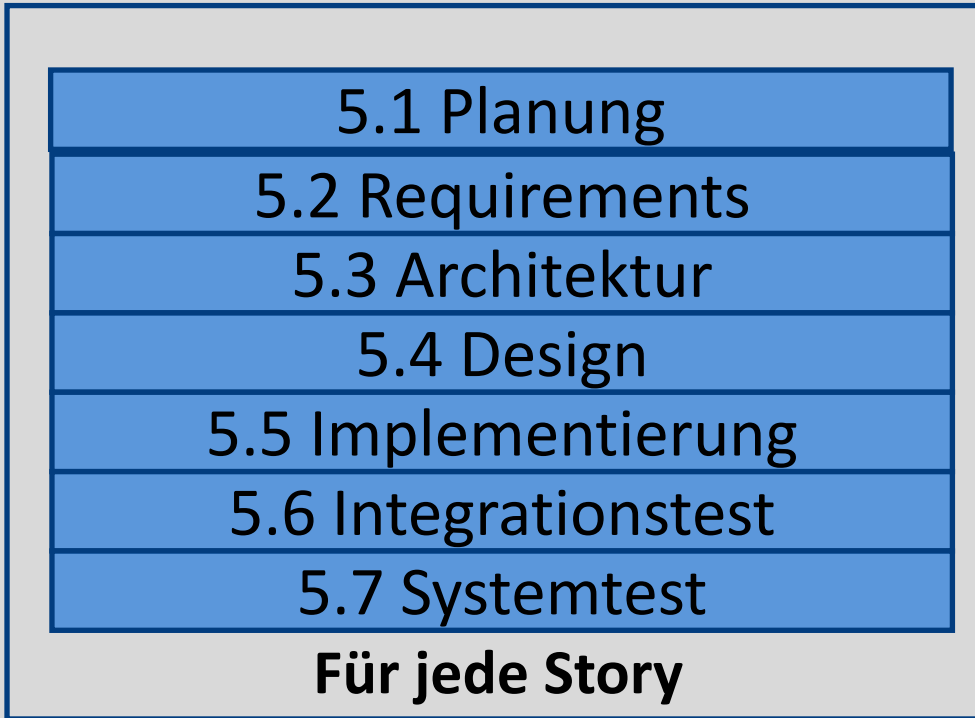 5.1 Planung
5.2 Requirements
5.3 Architektur
5.4 Design
5.5 Implementierung
5.6 Integrationstest
5.7 Systemtest
Für jede Story